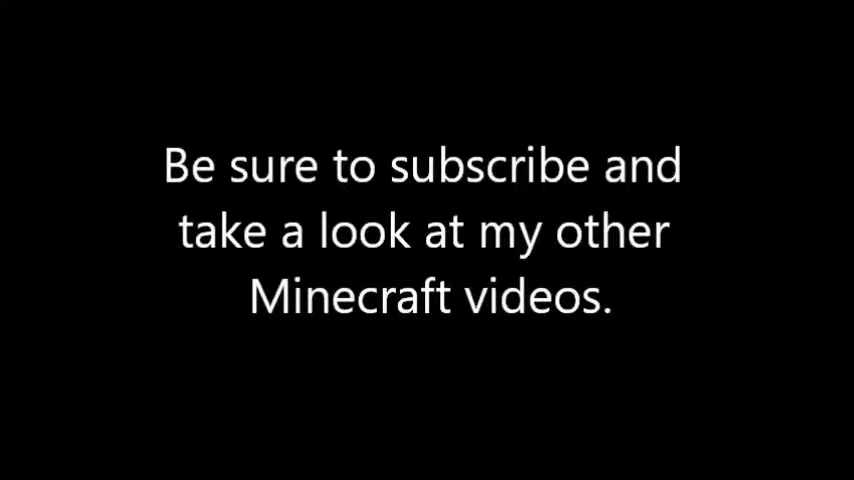 Be sure to subscribe and
take a look at my other
Minecraft videos.